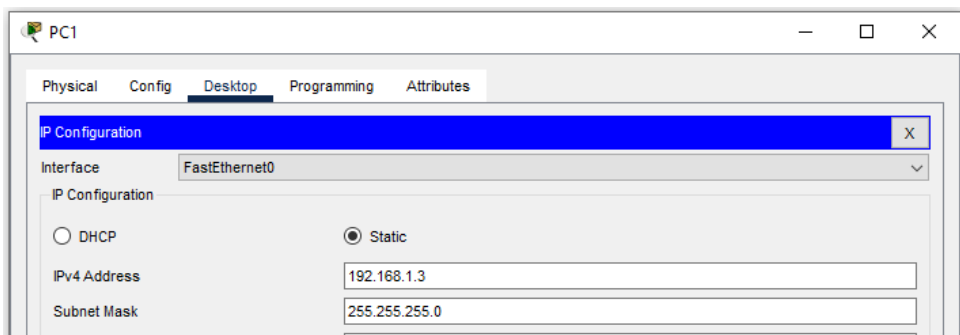 PC1
Physical Config Desktop Programming Attributes
IP Configuration X
Interface FastEthernet0
IP Configuration
DHCP Static
IPv4 Address 192.168.1.3
Subnet Mask 255.255.255.0